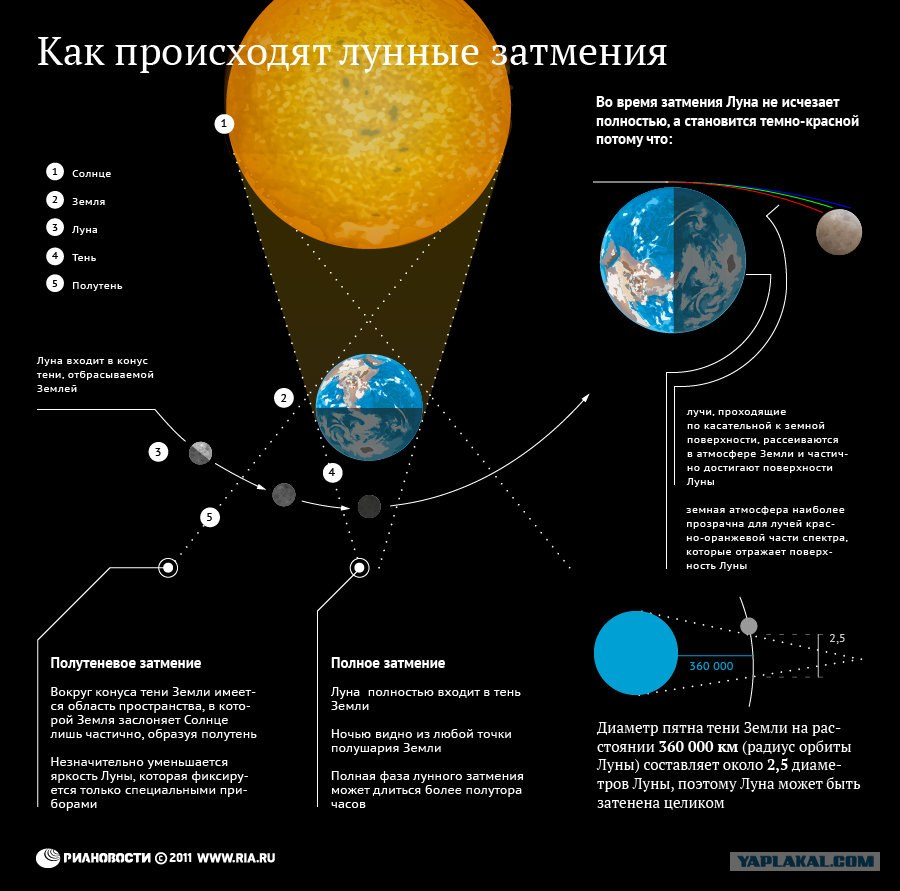 Как происходят лунные затмения
1
1 Солнце
2 Земля
3 Луна
4 Тень
5 Полутень
Во время затмения Луна не исчезает
полностью, а становится темно-красной
потому что:
Луна входит в конус
тени, отбрасываемой
Землей
2
3
4
5
лучи, проходящие
по касательной к земной
поверхности, рассеиваются
в атмосфере Земли и частич-
но достигают поверхности
Луны
земная атмосфера наиболее
прозрачна для лучей крас-
но-оранжевой части спектра,
которые отражает поверх-
ность Луны
Полутеневое затмение
Вокруг конуса тени Земли имеет-
ся область пространства, в кото-
рой Земля заслоняет Солнце
лишь частично, образуя полутень
Незначительно уменьшается
яркость Луны, которая фиксиру-
ется только специальными при-
борами
Полное затмение
Луна полностью входит в тень
Земли
Ночью видно из любой точки
полушария Земли
Полная фаза лунного затмения
может длиться более полутора
часов
2,5
360 000
Диаметр пятна тени Земли на рас-
стоянии 360 000 км (радиус орбиты
Луны) составляет около 2,5 диаме-
тров Луны, поэтому Луна может быть
затенена целиком
РИАНОВОСТИ © 2011 WWW.RIA.RU
YAPLAKAL.COM